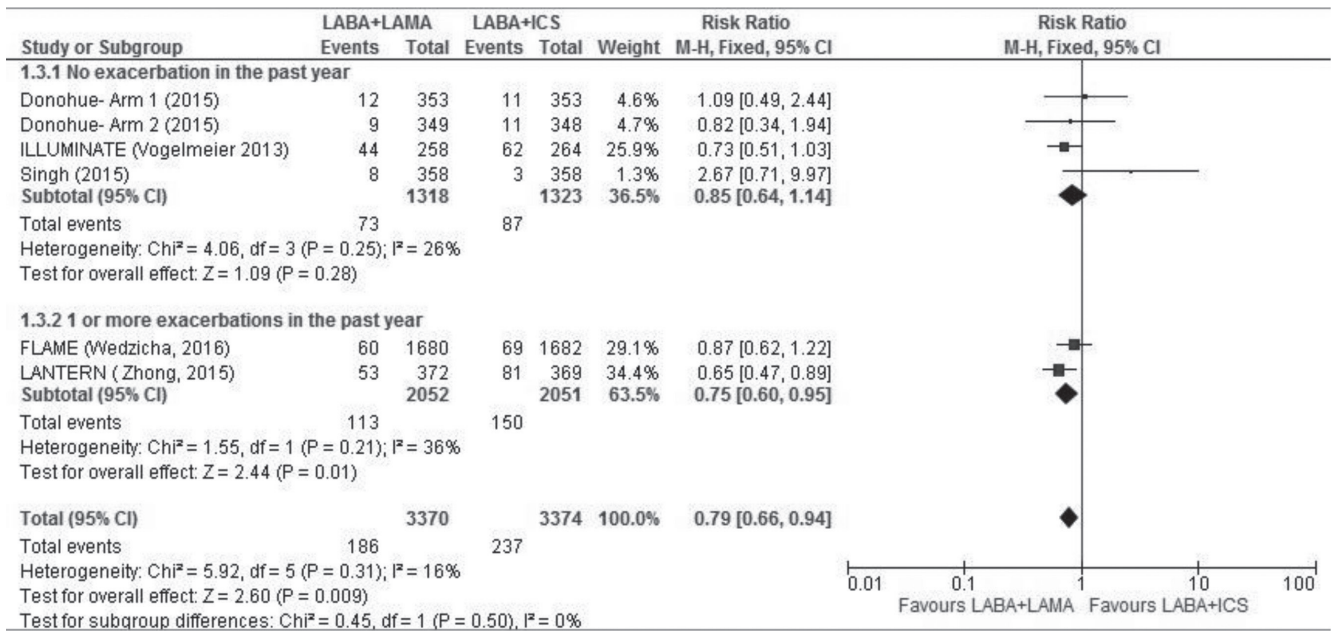 LABA+LAMA LABA+ICS Risk Ratio Risk Ratio
Study or Subgroup Events Total Events Total Weight M-H, Fixed, 95% CI M-H, Fixed, 95% CI
1.3.1 No exacerbation in the past year
Donohue- Arm 1 (2015) 12 353 11 353 4.6% 1.09 [0.49, 2.44]
Donohue- Arm 2 (2015) 9 349 11 348 4.7% 0.82 [0.34, 1.94]
ILLUMINATE (Vogelmeier 2013) 44 258 62 264 25.9% 0.73 [0.51, 1.03]
Singh (2015) 8 358 3 358 1.3% 2.67 [0.71, 9.97]
Subtotal (95% CI) 1318 1323 36.5% 0.85 [0.64, 1.14]
Total events 73 87
Heterogeneity: Chi² = 4.06, df = 3 (P = 0.25); I² = 26%
Test for overall effect: Z = 1.09 (P = 0.28)
1.3.2 1 or more exacerbations in the past year
FLAME (Wedzicha, 2016) 60 1680 69 1682 29.1% 0.87 [0.62, 1.22]
LANTERN ( Zhong, 2015) 53 372 81 369 34.4% 0.65 [0.47, 0.89]
Subtotal (95% CI) 2052 2051 63.5% 0.75 [0.60, 0.95]
Total events 113 150
Heterogeneity: Chi² = 1.55, df = 1 (P = 0.21); I² = 36%
Test for overall effect: Z = 2.44 (P = 0.01)
Total (95% CI) 3370 3374 100.0% 0.79 [0.66, 0.94]
Total events 186 237
Heterogeneity: Chi² = 5.92, df = 5 (P = 0.31); I² = 16%
Test for overall effect: Z = 2.60 (P = 0.009)
Test for subgroup differences: Chi² = 0.45, df = 1 (P = 0.50), I² = 0%
0.01 0.1 1 10 100
Favours LABA+LAMA Favours LABA+ICS